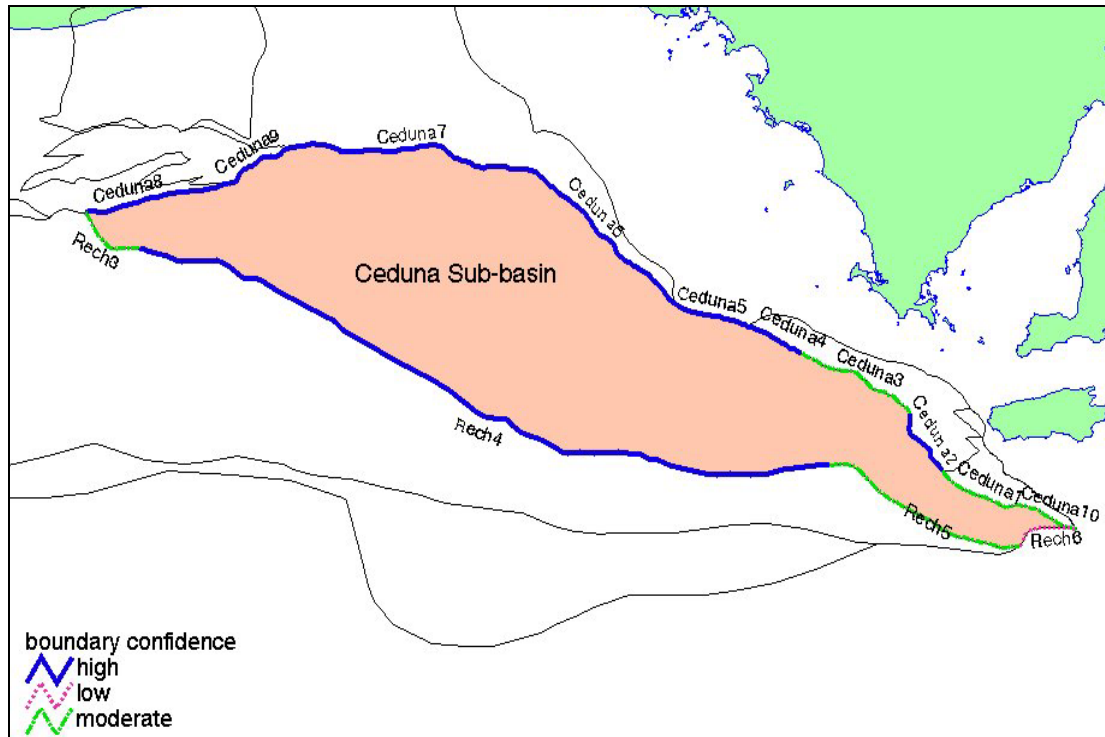 Ceduna7
Ceduna9
Ceduna8
Ceduna6
Rech3
Ceduna Sub-basin
Ceduna5
Ceduna4
Ceduna3
Rech4
Ceduna2
Ceduna1
Ceduna10
Rech5
Rech6
boundary confidence
high
low
moderate